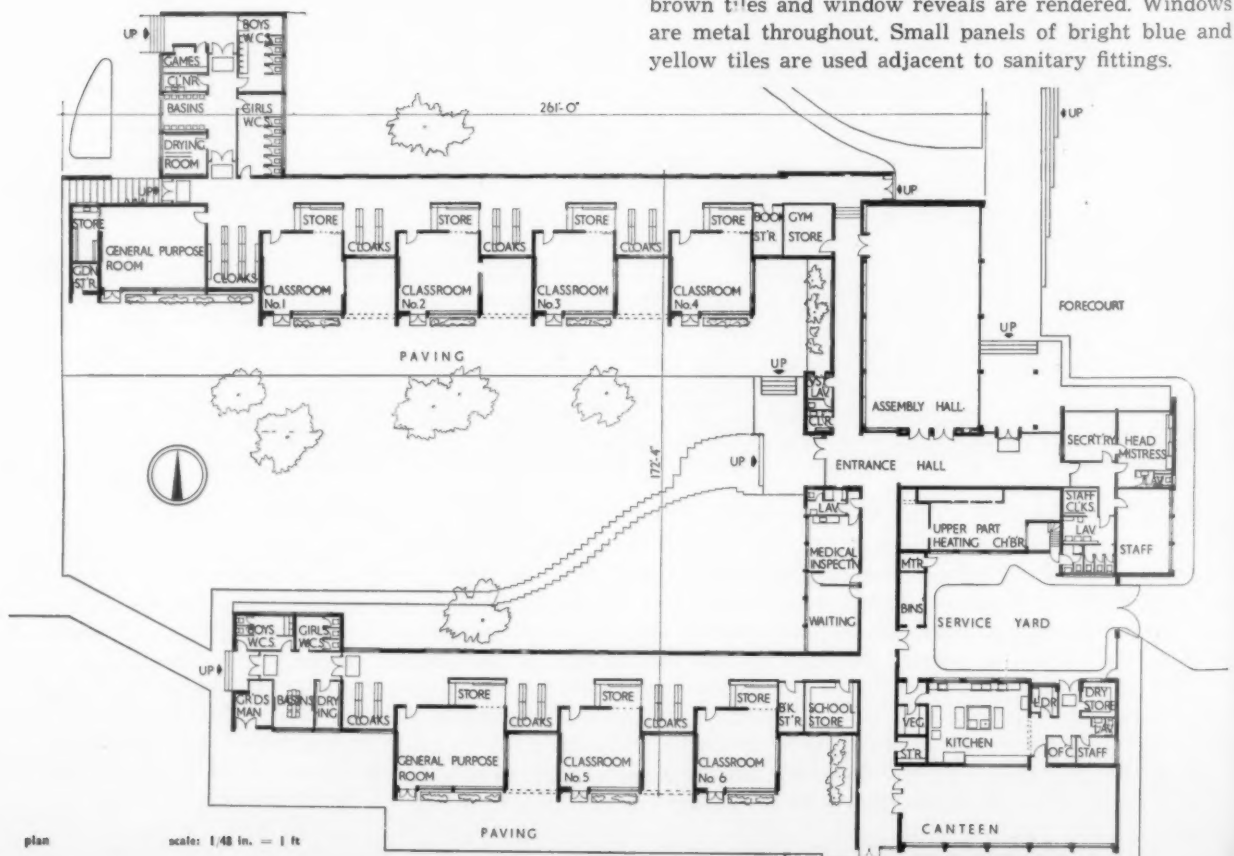 brown tiles and window reveals are rendered. Windows
are metal throughout. Small panels of bright blue and
yellow tiles are used adjacent to sanitary fittings.
UP
BOYS
W.C.S.
GAMES
CL'NR
BASINS
GIRLS
W.C.S.
DRYING
ROOM
261'-0"
UP
UP
UP
STORE
GENERAL PURPOSE
ROOM
GDN
ST'R.
CLOAKS
STORE
CLASSROOM
No.1
CLOAKS
STORE
CLASSROOM
No.2
CLOAKS
STORE
CLASSROOM
No.3
CLOAKS
STORE
CLASSROOM
No.4
BOOK
ST'R
GYM
STORE
FORECOURT
PAVING
UP
UP
LAV.
CL'R.
ASSEMBLY HALL
172'-4"
UP
ENTRANCE HALL
SECRT'RY
HEAD
MISTRESS
LAV.
LAV.
MEDICAL
INSPECTN
WAITING
UPPER PART
HEATING CH'B'R
STAFF
CLKS.
LAV.
STAFF
MTR.
BINS
SERVICE YARD
BOYS
W.C.S.
GIRLS
W.C.S.
UP
GR'DS
MAN
BASINS
DRY
ING
CLOAKS
STORE
GENERAL PURPOSE
ROOM
CLOAKS
STORE
CLASSROOM
No.5
CLOAKS
STORE
CLASSROOM
No. 6
B'K.
ST'R.
SCHOOL
STORE
VEG.
ST'R.
KITCHEN
L'D'R
DRY
STORE
LAV.
OF'C
STAFF
CANTEEN
PAVING
plan
scale: 1/48 in. = 1 ft